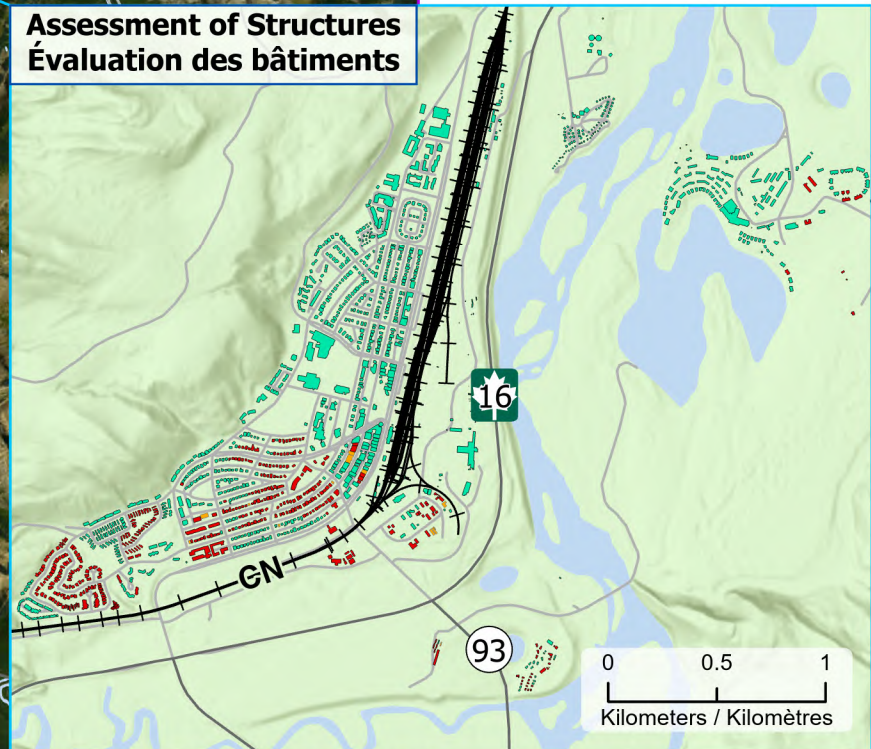 Assessment of Structures
Évaluation des bâtiments
16
CN
93
0 0.5 1
Kilometers / Kilomètres